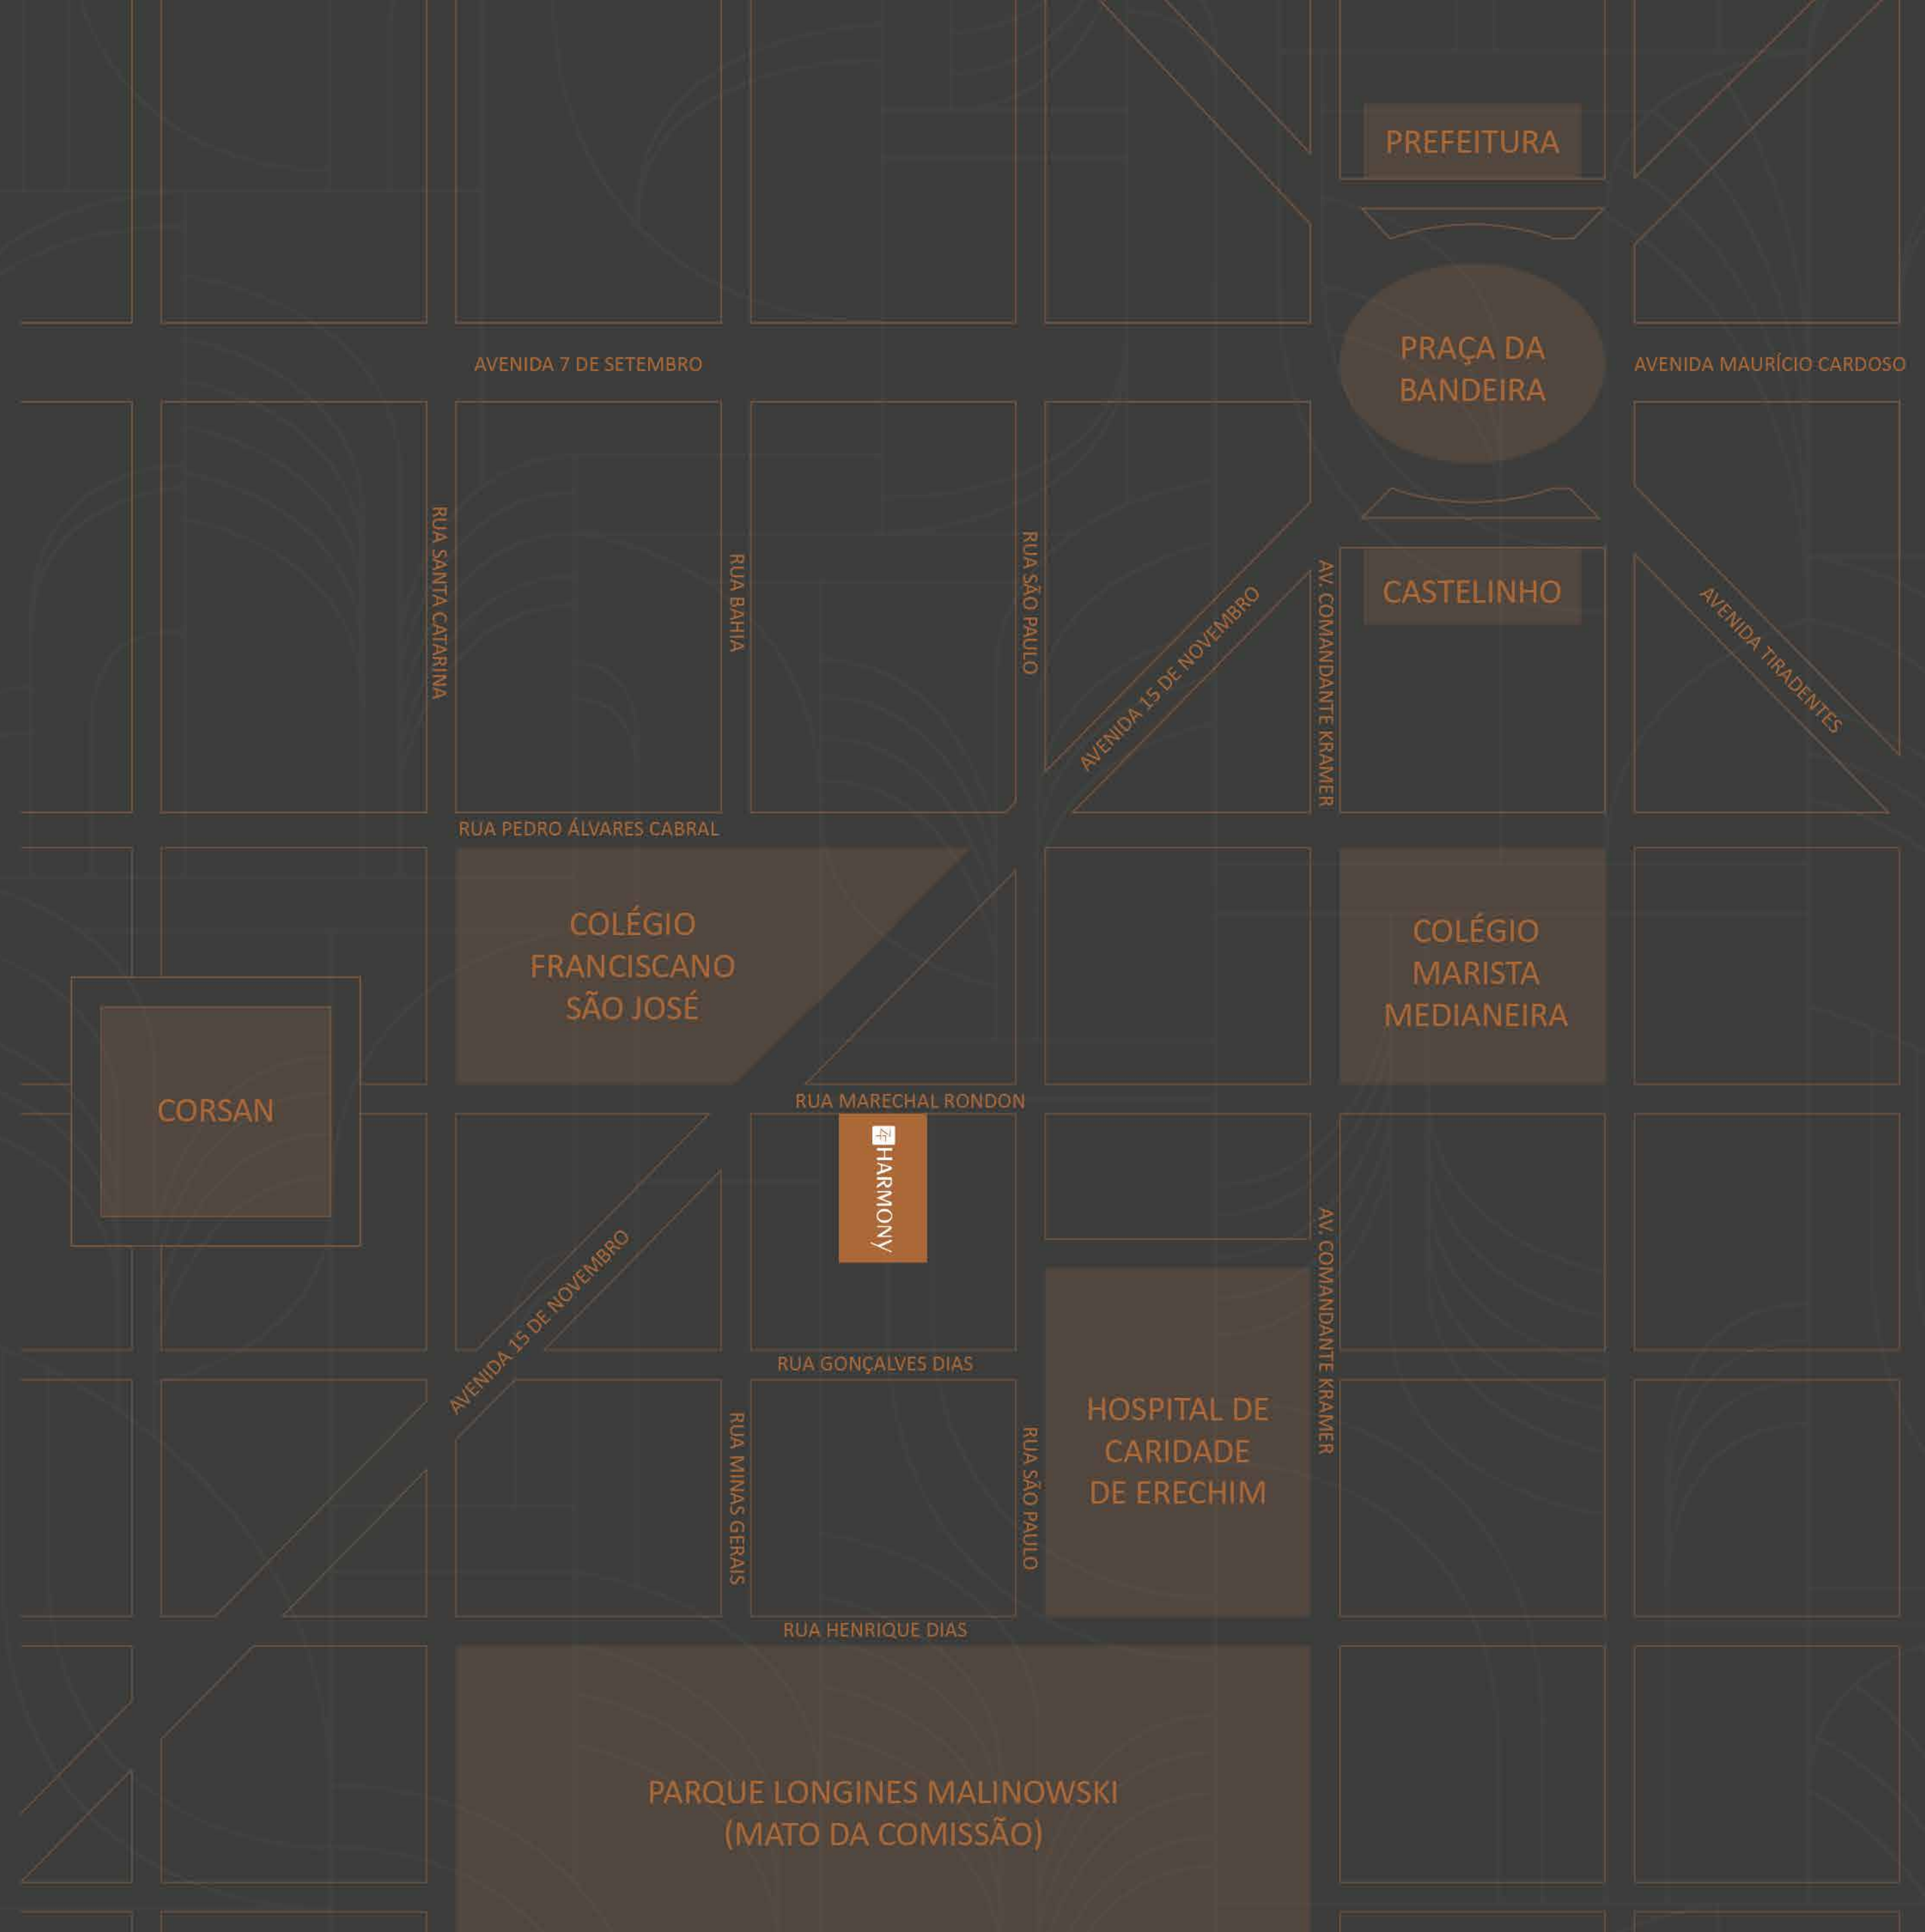 PREFEITURA
PRAÇA DA
BANDEIRA
AVENIDA 7 DE SETEMBRO
AVENIDA MAURÍCIO CARDOSO
RUA SANTA CATARINA
RUA BAHIA
RUA SÃO PAULO
AVENIDA 15 DE NOVEMBRO
AV. COMANDANTE KRAMER
CASTELINHO
AVENIDA TIRADENTES
RUA PEDRO ÁLVARES CABRAL
COLÉGIO
FRANCISCANO
SÃO JOSÉ
COLÉGIO
MARISTA
MEDIANEIRA
CORSAN
RUA MARECHAL RONDON
HARMONY
AVENIDA 15 DE NOVEMBRO
AV. COMANDANTE KRAMER
RUA GONÇALVES DIAS
HOSPITAL DE
CARIDADE
DE ERECHIM
RUA MINAS GERAIS
RUA SÃO PAULO
RUA HENRIQUE DIAS
PARQUE LONGINES MALINOWSKI
(MATO DA COMISSÃO)